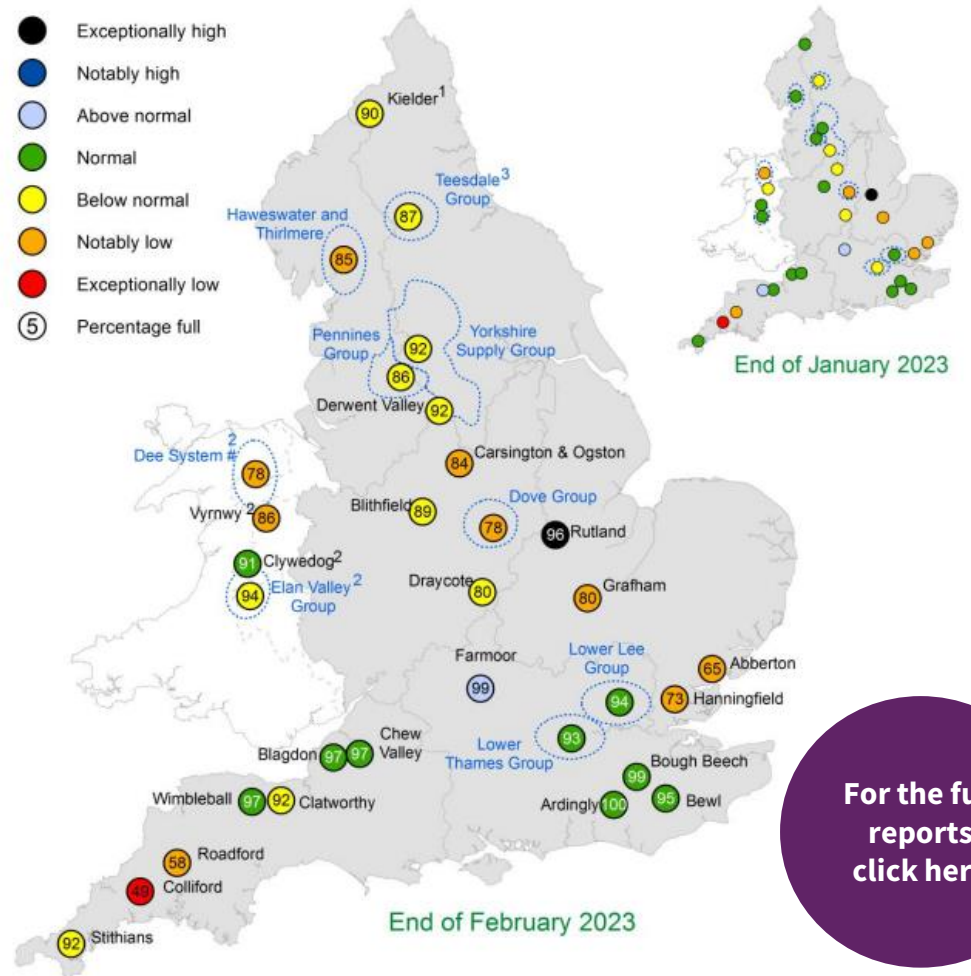 Exceptionally high
Notably high
Above normal
Normal
Below normal
Notably low
Exceptionally low
5 Percentage full
Kielder1
90
Teesdale3
Group
87
Haweswater and
Thirlmere
85
Pennines
Group
Yorkshire
Supply Group
92
86
Derwent Valley
92
Dee System #2
78
Carsington & Ogston
84
Vyrnwy2
86
Blithfield
89
Dove Group
78
96
Rutland
91
Clywedog2
94
Elan Valley2
Group
Draycote
80
80
Grafham
Farmoor
99
Lower Lee
Group
94
65
Abberton
73
Hanningfield
93
Lower
Thames Group
Blagdon
97
97
Chew
Valley
Bough Beech
99
Wimbleball
97
92
Clatworthy
Ardingly
100
95
Bewl
58
Roadford
49
Colliford
92
Stithians
End of February 2023
End of January 2023
For the
reports
click